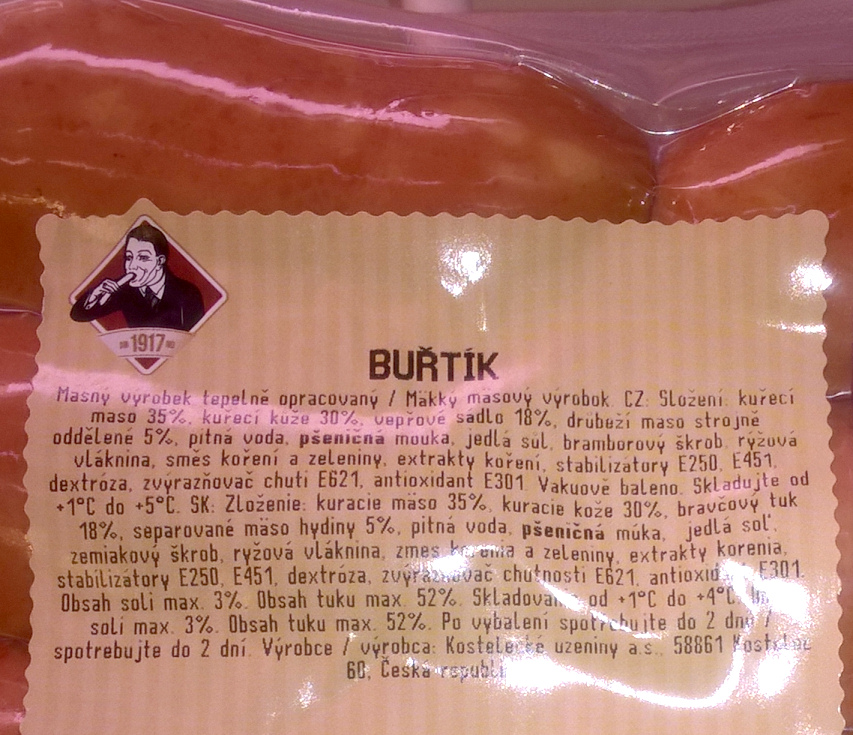 1917
BUŘTÍK
Masný výrobek tepelně opracovaný / Mäkký mäsový výrobok. CZ: Složení: kuřecí
maso 35%, kuřecí kůže 30%, vepřové sádlo 18%, drůbeží maso strojně
oddělené 5%, pitná voda, pšeničná mouka, jedlá sůl, bramborový škrob, rýžová
vláknina, směs koření a zeleniny, extrakty koření, stabilizátory E250, E451,
dextróza, zvýrazňovač chuti E621, antioxidant E301. Vakuově baleno. Skladujte od
+1°C do +5°C. SK: Zloženie: kuracie mäso 35%, kuracie kože 30%, bravčový tuk
18%, separované mäso hydiny 5%, pitná voda, pšeničná múka, jedlá soľ,
zemiakový škrob, ryžová vláknina, zmes korenia a zeleniny, extrakty korenia,
stabilizátory E250, E451, dextróza, zvýrazňovač chutnosti E621, E301.
Obsah soli max. 3%. Obsah tuku max. 52%. od +1°C do +4°C.
soli max. 3%. Obsah tuku max. 52%. Po vybalení spotřebujte do 2 dnů /
spotrebujte do 2 dní. Výrobce / výrobca: Kostelecké uzeniny a.s., 58861 Kostelec
60, Česká